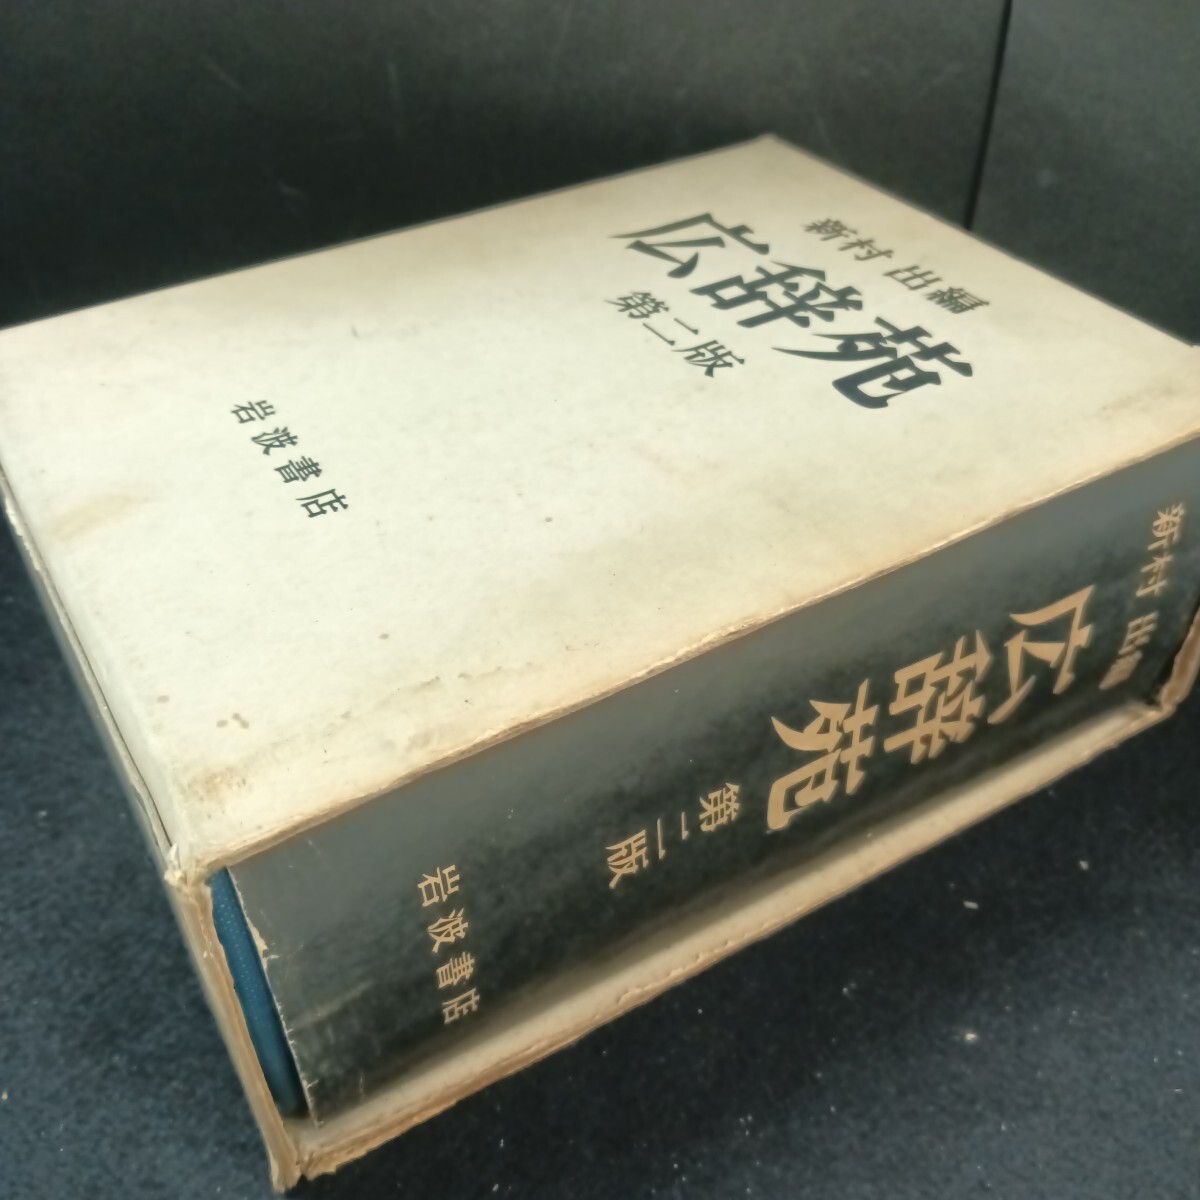 新村 出編
広辞苑
第二版
岩波書店
新村 出編
広辞苑
第二版
岩波書店